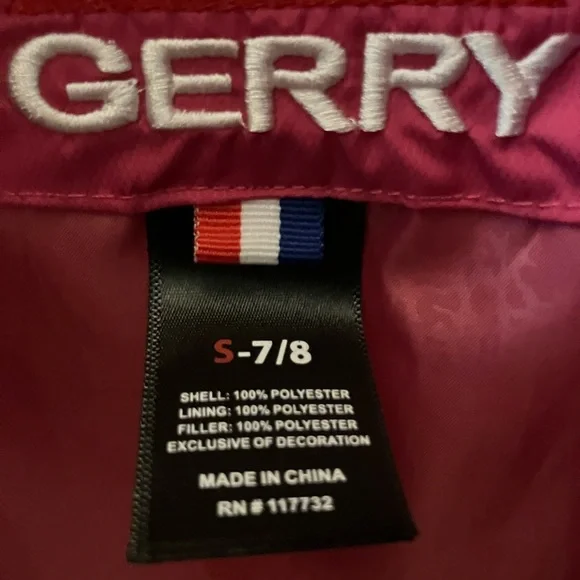 GERRY
S-7/8
SHELL: 100% POLYESTER
LINING: 100% POLYESTER
FILLER: 100% POLYESTER
EXCLUSIVE OF DECORATION
MADE IN CHINA
RN # 117732